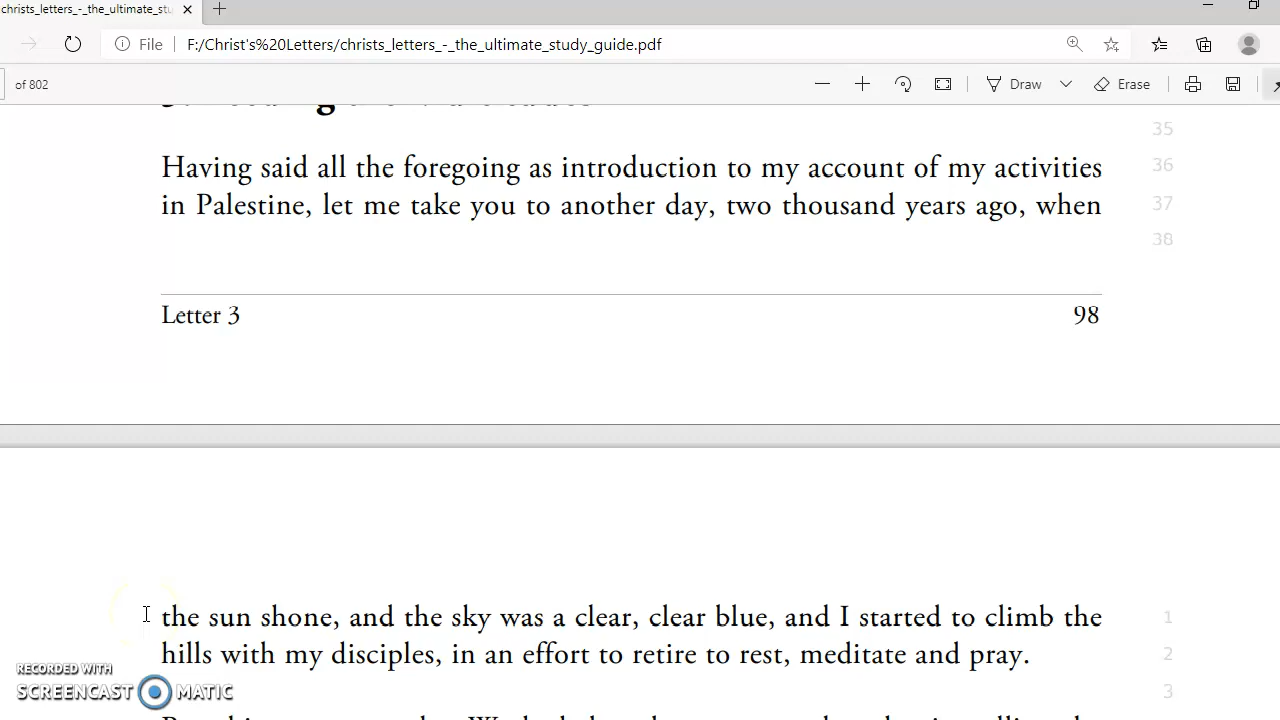 christs_letters_-_the_ultimate_stu
File F:/Christ's%20Letters/christs_letters_-_the_ultimate_study_guide.pdf
of 802 Draw Erase
35
Having said all the foregoing as introduction to my account of my activities 36
in Palestine, let me take you to another day, two thousand years ago, when 37
38
Letter 3 98
the sun shone, and the sky was a clear, clear blue, and I started to climb the 1
hills with my disciples, in an effort to retire to rest, meditate and pray. 2
3
RECORDED WITH
SCREENCAST MATIC